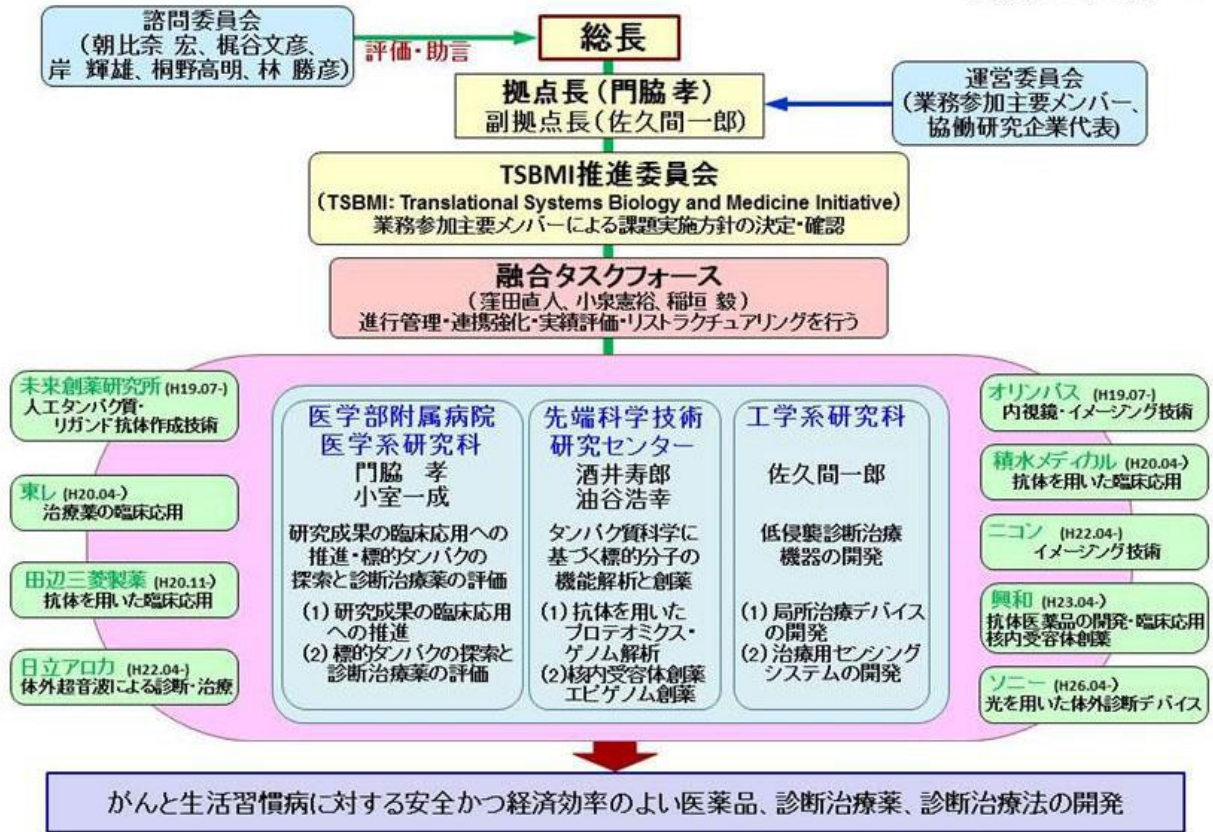 諮問委員会
(朝比奈 宏、梶谷文彦、
岸 輝雄、桐野高明、林 勝彦)
評価・助言
総長
拠点長(門脇 孝)
副拠点長(佐久間一郎)
運営委員会
(業務参加主要メンバー、
協働研究企業代表)
TSBMI推進委員会
(TSBMI: Translational Systems Biology and Medicine Initiative)
業務参加主要メンバーによる課題実施方針の決定・確認
融合タスクフォース
(窪田直人、小泉憲裕、稲垣 毅)
進行管理・連携強化・実績評価・リストラクチュアリングを行う
未来創薬研究所 (H19.07-)
人工タンパク質・
リガンド抗体作成技術
東レ (H20.04-)
治療薬の臨床応用
田辺三菱製薬 (H20.11-)
抗体を用いた臨床応用
日立アロカ (H22.04-)
体外超音波による診断・治療
医学部附属病院
医学系研究科
門脇 孝
小室一成
研究成果の臨床応用への
推進・標的タンパクの
探索と診断治療薬の評価
(1) 研究成果の臨床応用
への推進
(2) 標的タンパクの探索と
診断治療薬の評価
先端科学技術
研究センター
酒井寿郎
油谷浩幸
タンパク質科学に
基づく標的分子の
機能解析と創薬
(1) 抗体を用いた
プロテオミクス・
ゲノム解析
(2)核内受容体創薬
エピゲノム創薬
工学系研究科
佐久間一郎
低侵襲診断治療
機器の開発
(1) 局所治療デバイス
の開発
(2) 治療用センシング
システムの開発
オリンパス (H19.07-)
内視鏡・イメージング技術
積水メディカル (H20.04-)
抗体を用いた臨床応用
ニコン (H22.04-)
イメージング技術
興和 (H23.04-)
抗体医薬品の開発・臨床応用
核内受容体創薬
ソニー (H26.04-)
光を用いた体外診断デバイス
がんと生活習慣病に対する安全かつ経済効率のよい医薬品、診断治療薬、診断治療法の開発